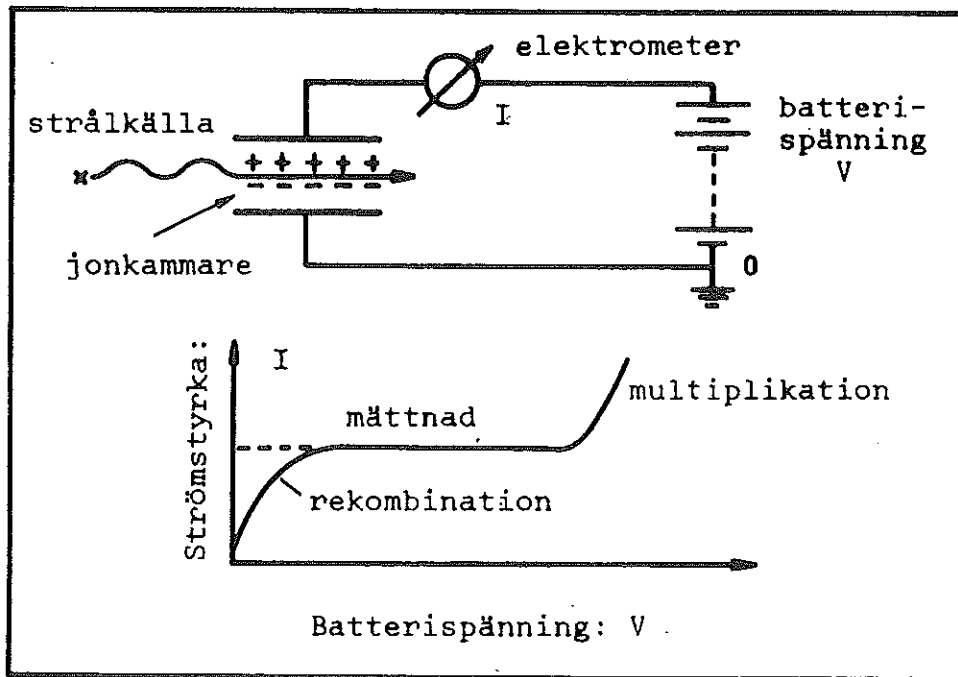 elektrometer
I
strålkälla
batteri-
spänning
V
+ + + + +
- - - - -
jonkammare
0
Strömstyrka:
I
multiplikation
mättnad
rekombination
Batterispänning: V